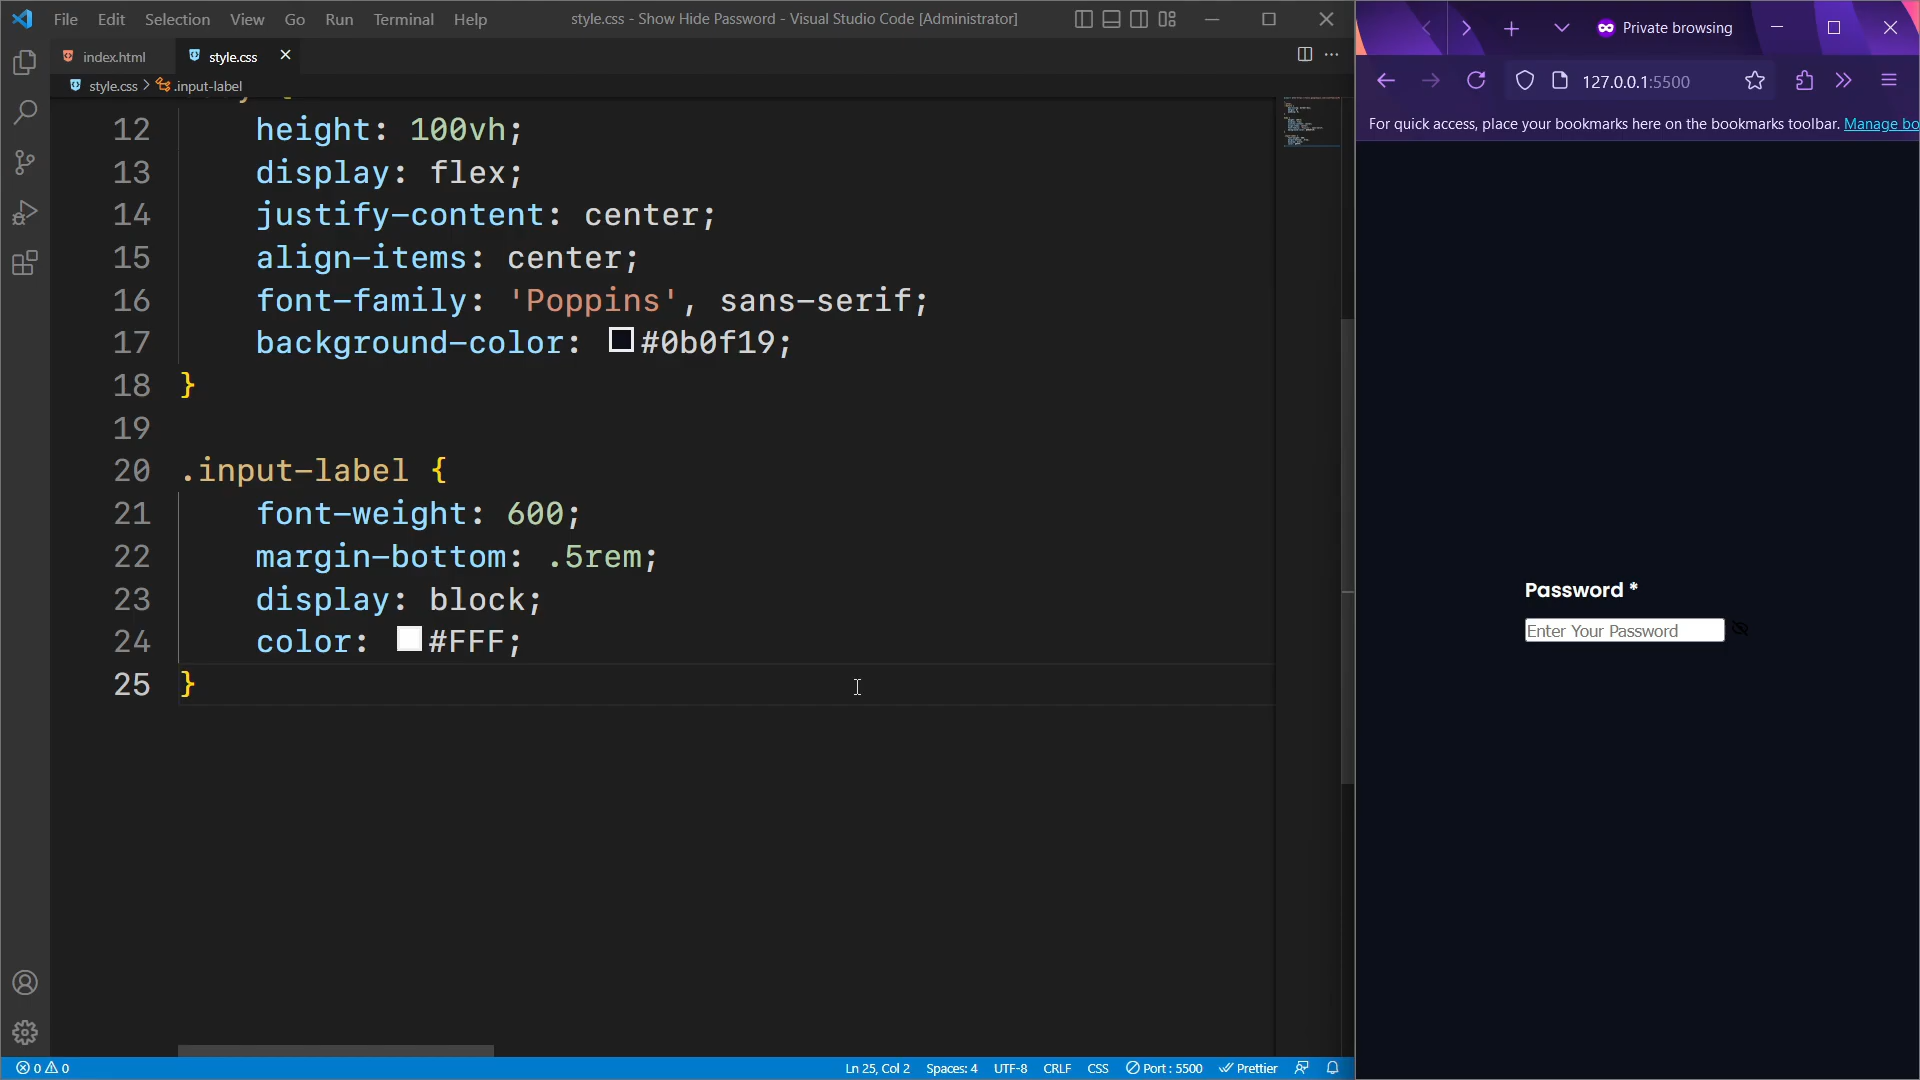 File Edit Selection View Go Run Terminal Help
style.css - Show Hide Password - Visual Studio Code [Administrator]
index.html
style.css
style.css > .input-label
12 height: 100vh;
13 display: flex;
14 justify-content: center;
15 align-items: center;
16 font-family: 'Poppins', sans-serif;
17 background-color: #0b0f19;
18 }
19
20 .input-label {
21 font-weight: 600;
22 margin-bottom: .5rem;
23 display: block;
24 color: #FFF;
25 }
0 0
Ln 25, Col 2 Spaces: 4 UTF-8 CRLF CSS Port : 5500 Prettier
Private browsing
127.0.0.1:5500
For quick access, place your bookmarks here on the bookmarks toolbar. Manage bo
Password *
Enter Your Password